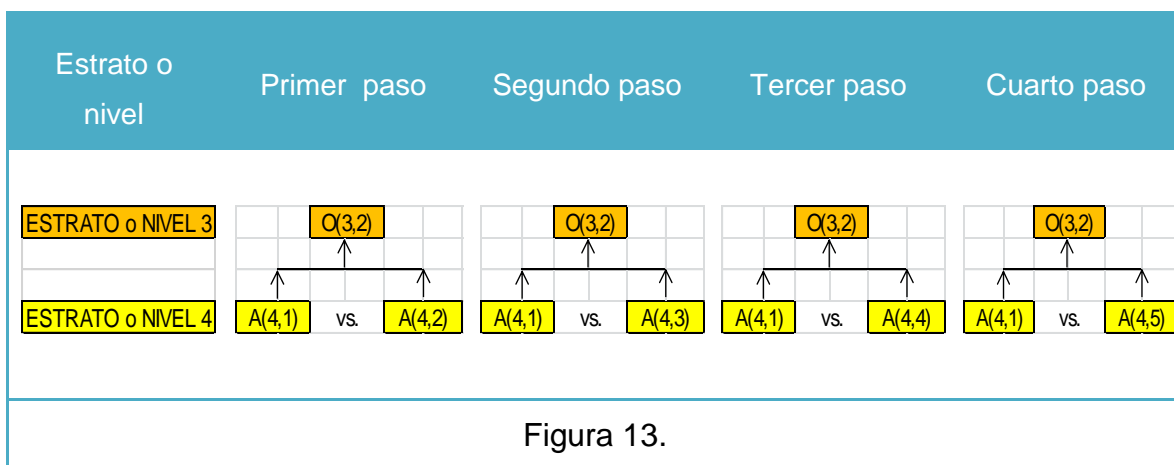 Estrato o
nivel
Primer paso
Segundo paso
Tercer paso
Cuarto paso
ESTRATO o NIVEL 3
O(3,2)
O(3,2)
O(3,2)
O(3,2)
ESTRATO o NIVEL 4
A(4,1) vs. A(4,2)
A(4,1) vs. A(4,3)
A(4,1) vs. A(4,4)
A(4,1) vs. A(4,5)
Figura 13.